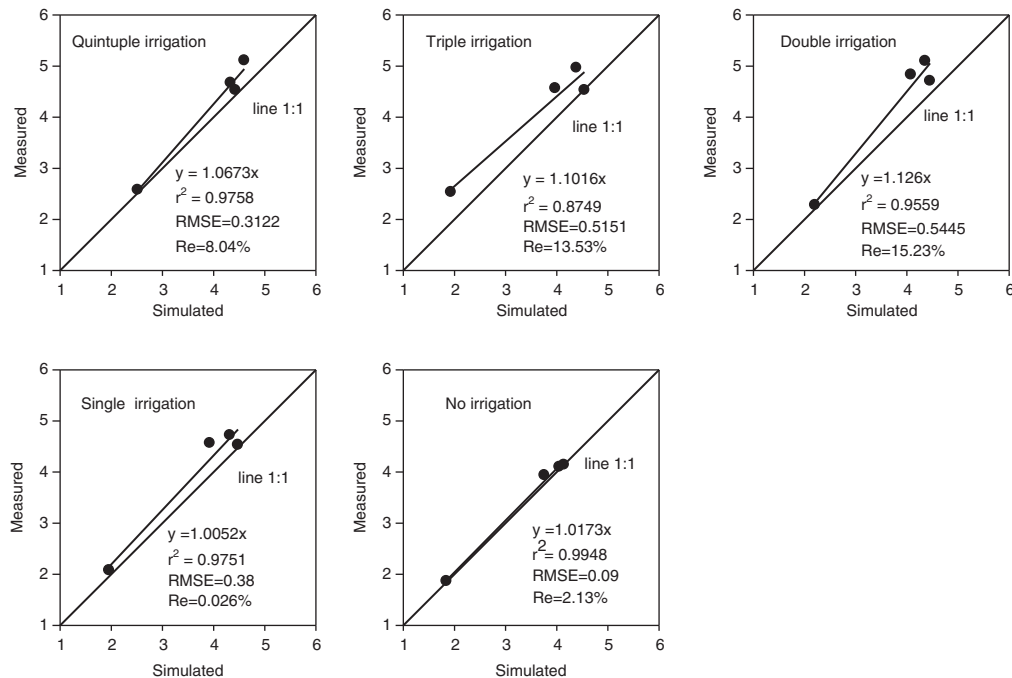 Quintuple irrigation
line 1:1
y = 1.0673x
r² = 0.9758
RMSE=0.3122
Re=8.04%
Measured
6
5
4
3
2
1
1 2 3 4 5 6
Simulated
Triple irrigation
line 1:1
y = 1.1016x
r² = 0.8749
RMSE=0.5151
Re=13.53%
Measured
6
5
4
3
2
1
1 2 3 4 5 6
Simulated
Double irrigation
line 1:1
y = 1.126x
r² = 0.9559
RMSE=0.5445
Re=15.23%
Measured
6
5
4
3
2
1
1 2 3 4 5 6
Simulated
Single irrigation
line 1:1
y =1.0052x
r² = 0.9751
RMSE=0.38
Re=0.026%
Measured
6
5
4
3
2
1
1 2 3 4 5 6
Simulated
No irrigation
line 1:1
y =1.0173x
r²= 0.9948
RMSE=0.09
Re=2.13%
Measured
6
5
4
3
2
1
1 2 3 4 5 6
Simulated